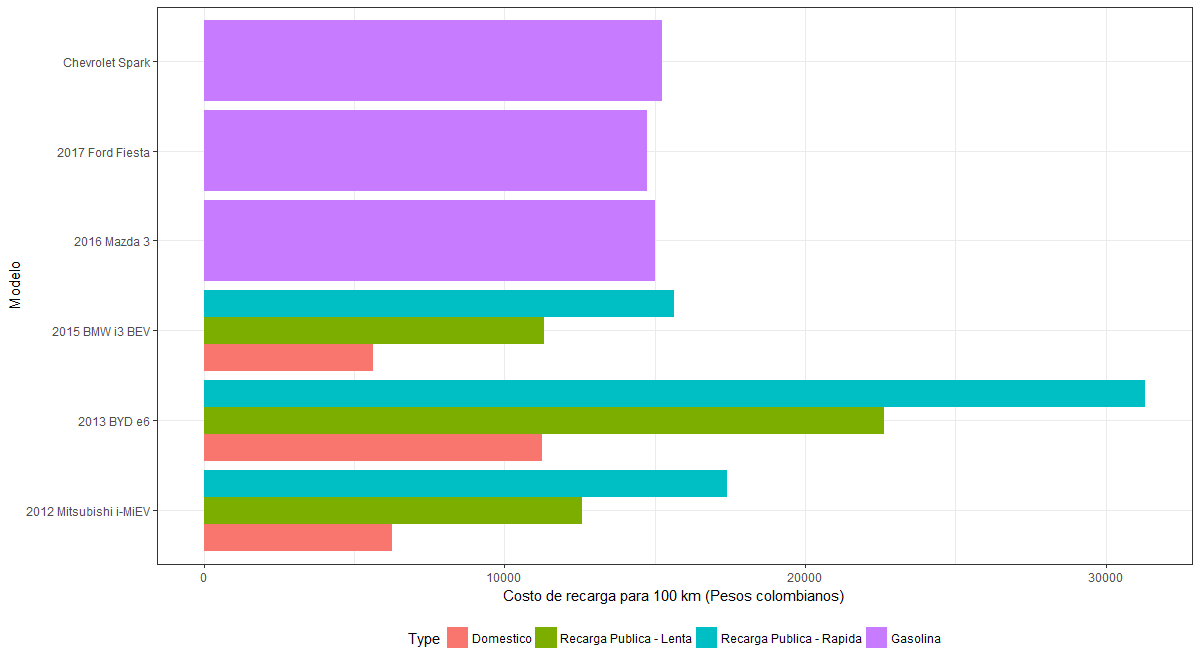 Chevrolet Spark
2017 Ford Fiesta
2016 Mazda 3
2015 BMW i3 BEV
2013 BYD e6
2012 Mitsubishi i-MiEV
Modelo
0 10000 20000 30000
Costo de recarga para 100 km (Pesos colombianos)
Type Domestico Recarga Publica - Lenta Recarga Publica - Rapida Gasolina